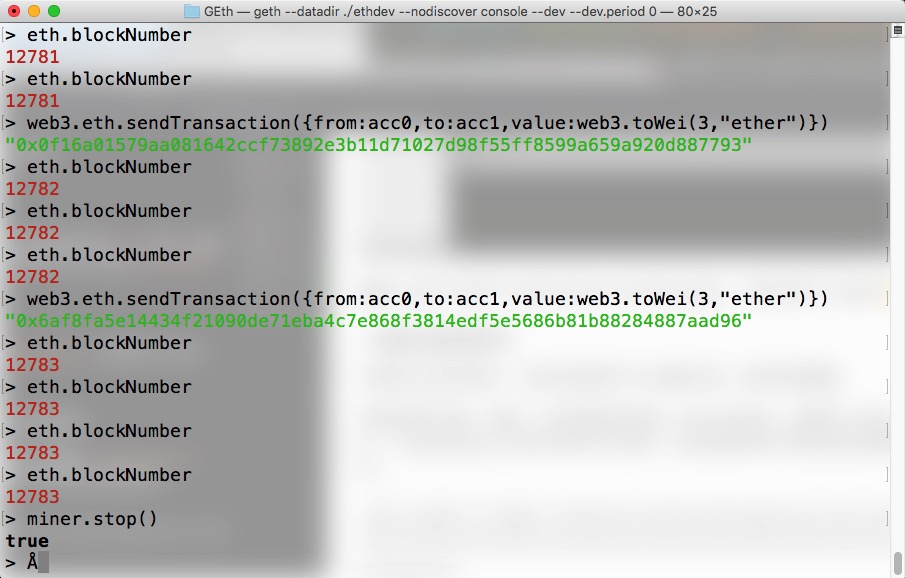 GEth — geth --datadir ./ethdev --nodiscover console --dev --dev.period 0 — 80×25
> eth.blockNumber
12781
> eth.blockNumber
12781
> web3.eth.sendTransaction({from:acc0,to:acc1,value:web3.toWei(3,"ether")})
"0x0f16a01579aa081642ccf73892e3b11d71027d98f55ff8599a659a920d887793"
> eth.blockNumber
12782
> eth.blockNumber
12782
> eth.blockNumber
12782
> web3.eth.sendTransaction({from:acc0,to:acc1,value:web3.toWei(3,"ether")})
"0x6af8fa5e14434f21090de71eba4c7e868f3814edf5e5686b81b88284887aad96"
> eth.blockNumber
12783
> eth.blockNumber
12783
> eth.blockNumber
12783
> eth.blockNumber
12783
> miner.stop()
true
> Å